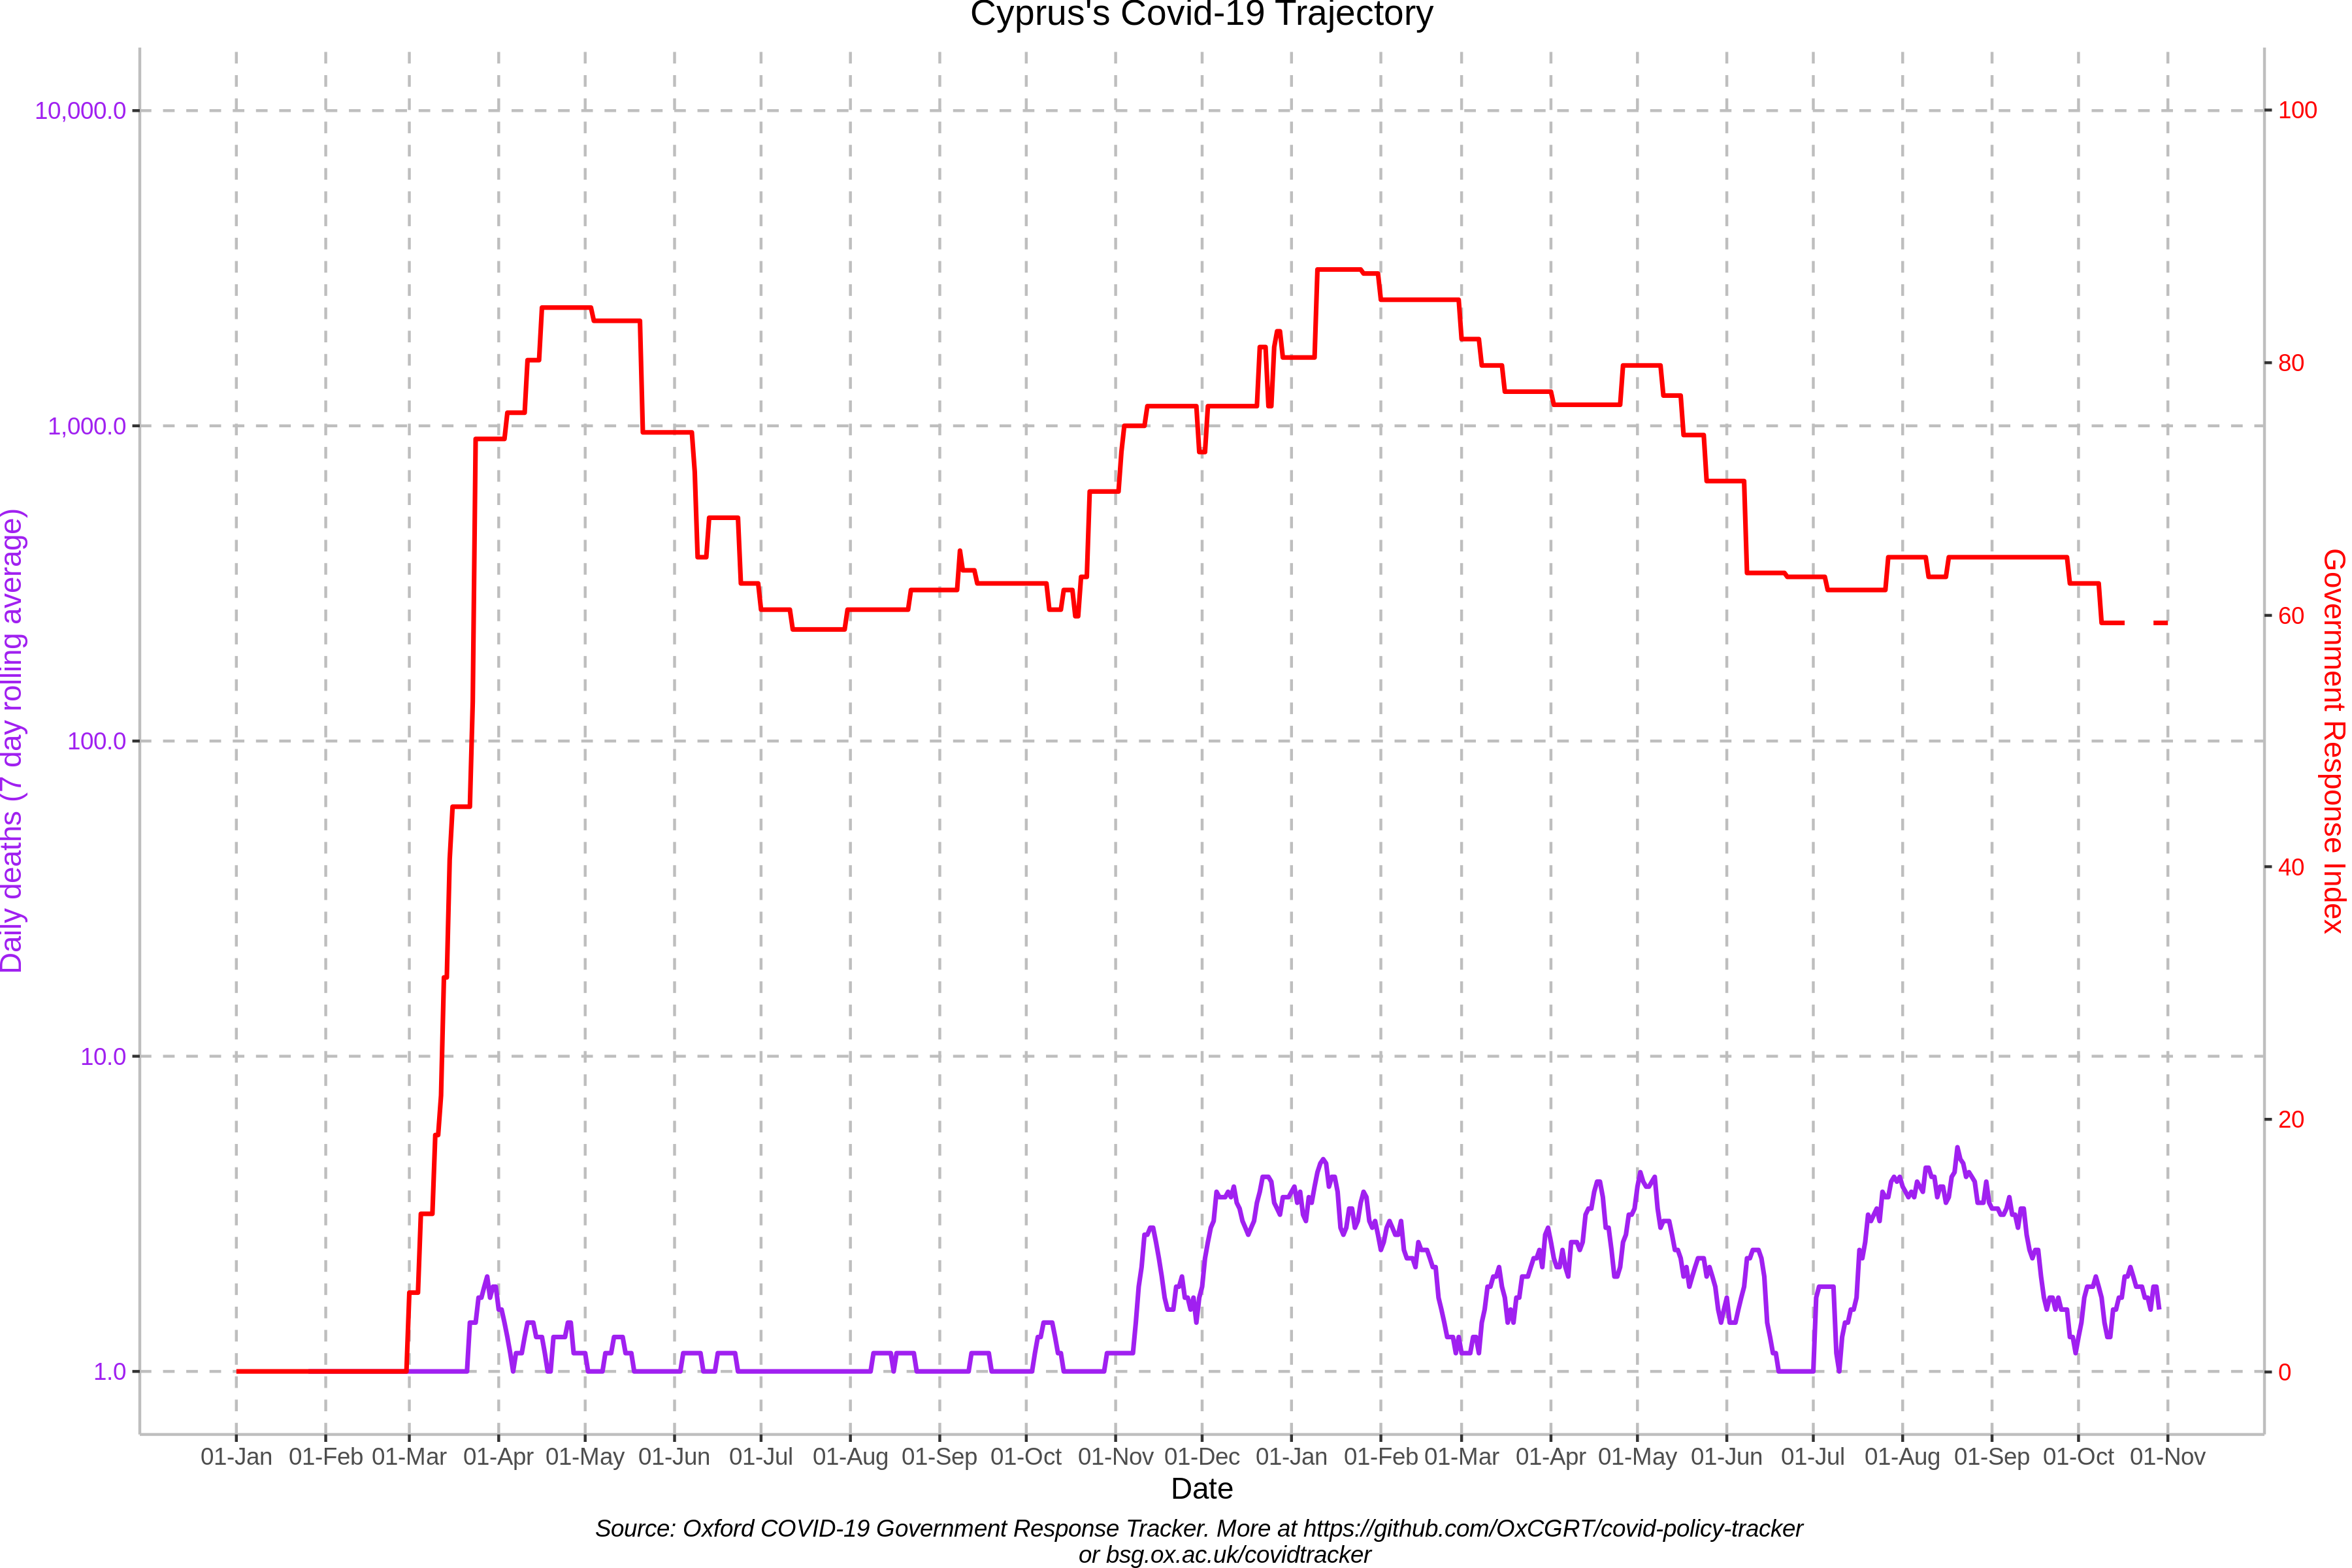 Cyprus's Covid-19 Trajectory
10,000.0
1,000.0
100.0
10.0
1.0
Daily deaths (7 day rolling average)
100
80
60
40
20
0
Government Response Index
01-Jan 01-Feb 01-Mar 01-Apr 01-May 01-Jun 01-Jul 01-Aug 01-Sep 01-Oct 01-Nov 01-Dec 01-Jan 01-Feb 01-Mar 01-Apr 01-May 01-Jun 01-Jul 01-Aug 01-Sep 01-Oct 01-Nov
Date
Source: Oxford COVID-19 Government Response Tracker. More at https://github.com/OxCGRT/covid-policy-tracker
or bsg.ox.ac.uk/covidtracker